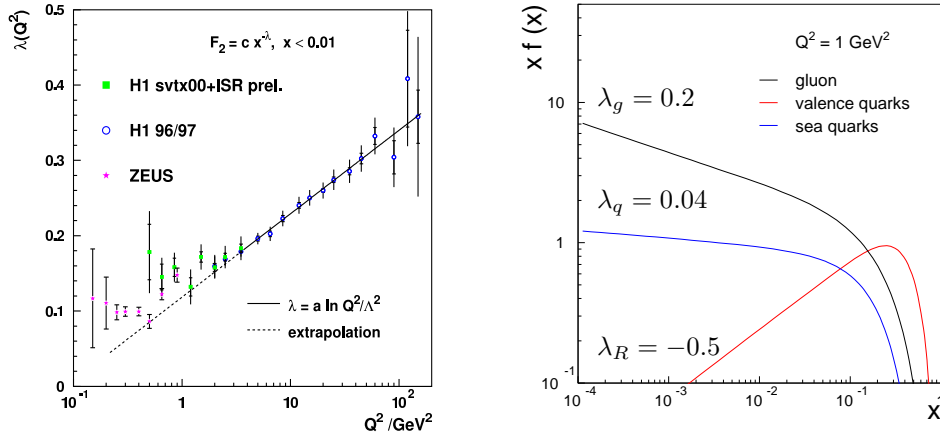 λ(Q²)
0.5
0.4
0.3
0.2
0.1
0
F₂ = c x^-λ, x < 0.01
H1 svtx00+ISR prel.
H1 96/97
ZEUS
λ = a ln Q²/Λ²
extrapolation
10⁻¹ 1 10 10²
Q² /GeV²
x f (x)
10
1
10⁻¹
Q² = 1 GeV²
gluon
valence quarks
sea quarks
λ_g = 0.2
λ_q = 0.04
λ_R = −0.5
10⁻⁴ 10⁻³ 10⁻² 10⁻¹ 10⁰
x